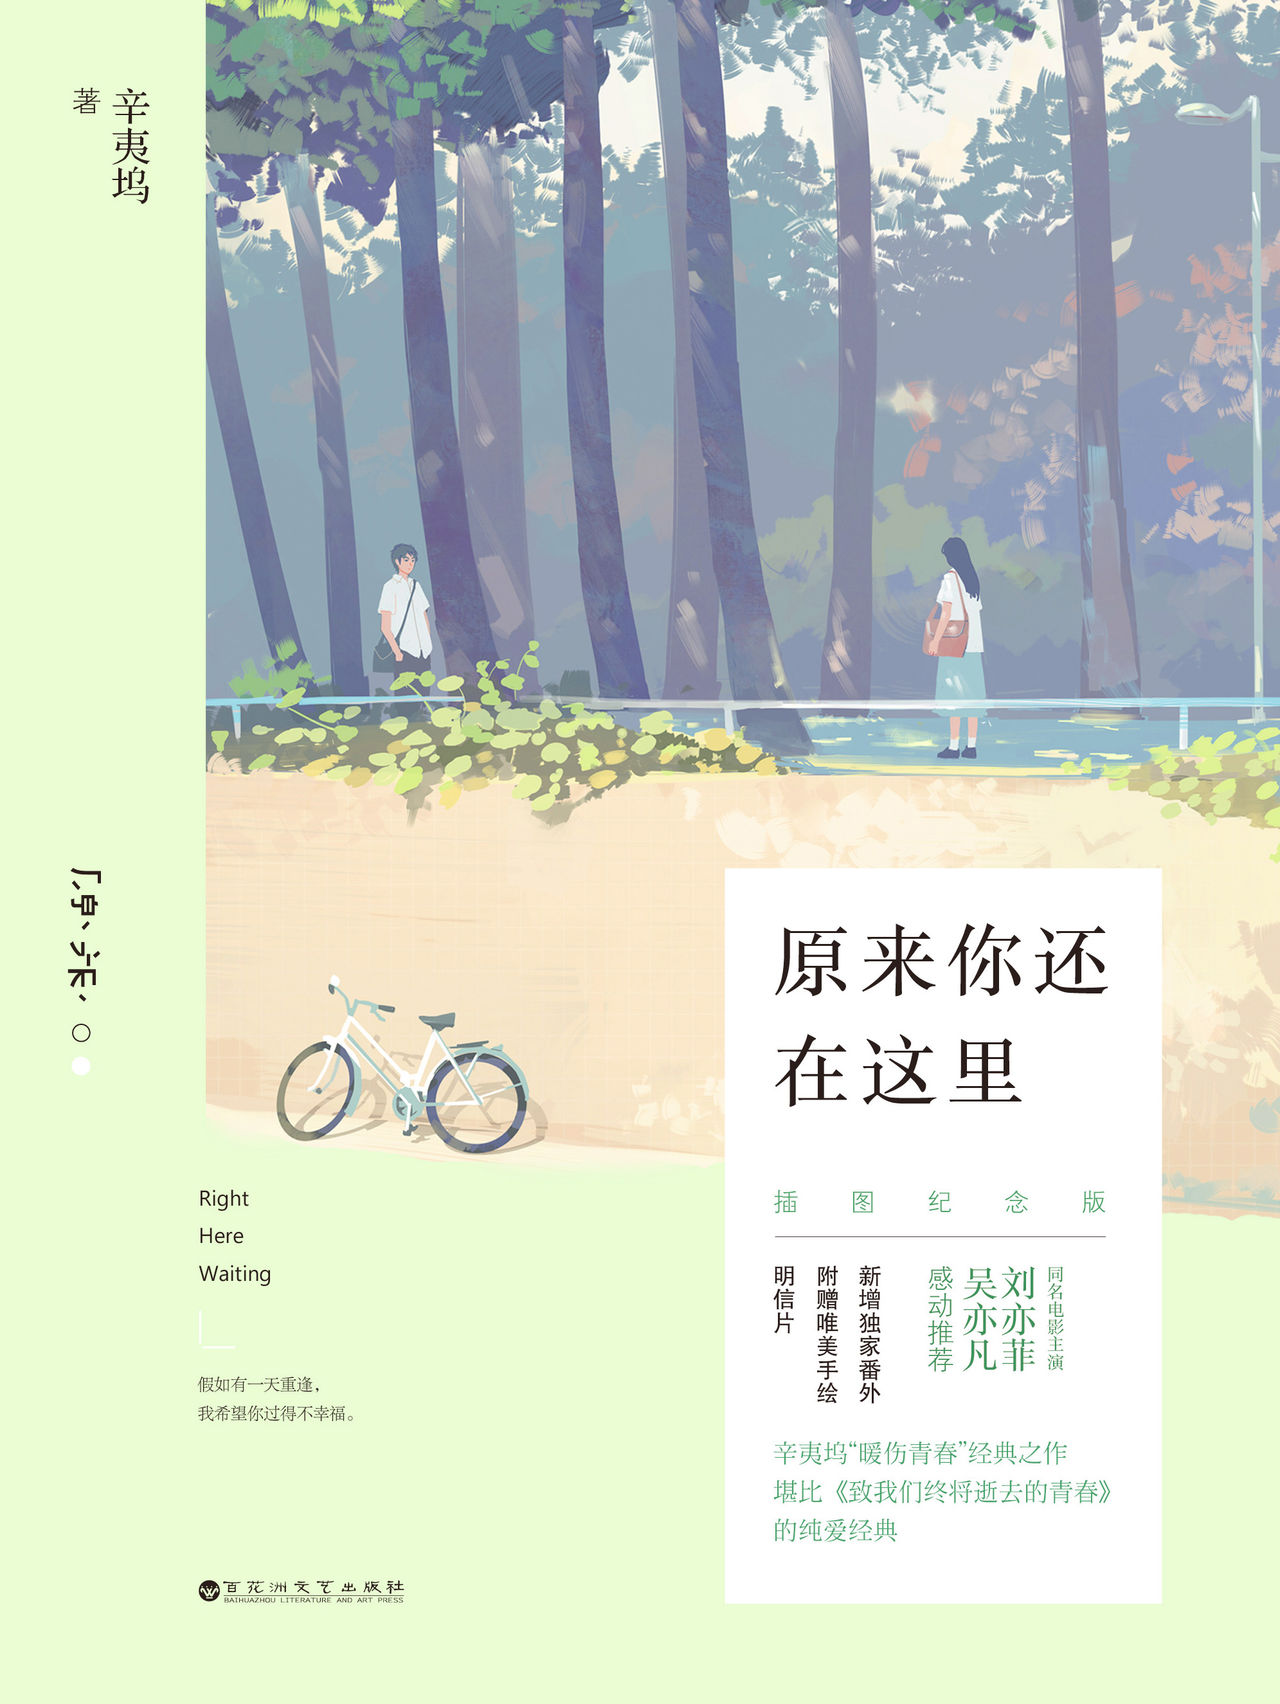 辛夷坞
著
原来你还
在这里
插图纪念版
同名电影主演
刘亦菲
吴亦凡
感动推荐
新增独家番外
附赠唯美手绘
明信片
辛夷坞“暖伤青春”经典之作
堪比《致我们终将逝去的青春》
的纯爱经典
Right
Here
Waiting
假如有一天重逢，
我希望你过得不幸福。
百花洲文艺出版社
BAIHUAZHOU LITERATURE AND ART PRESS